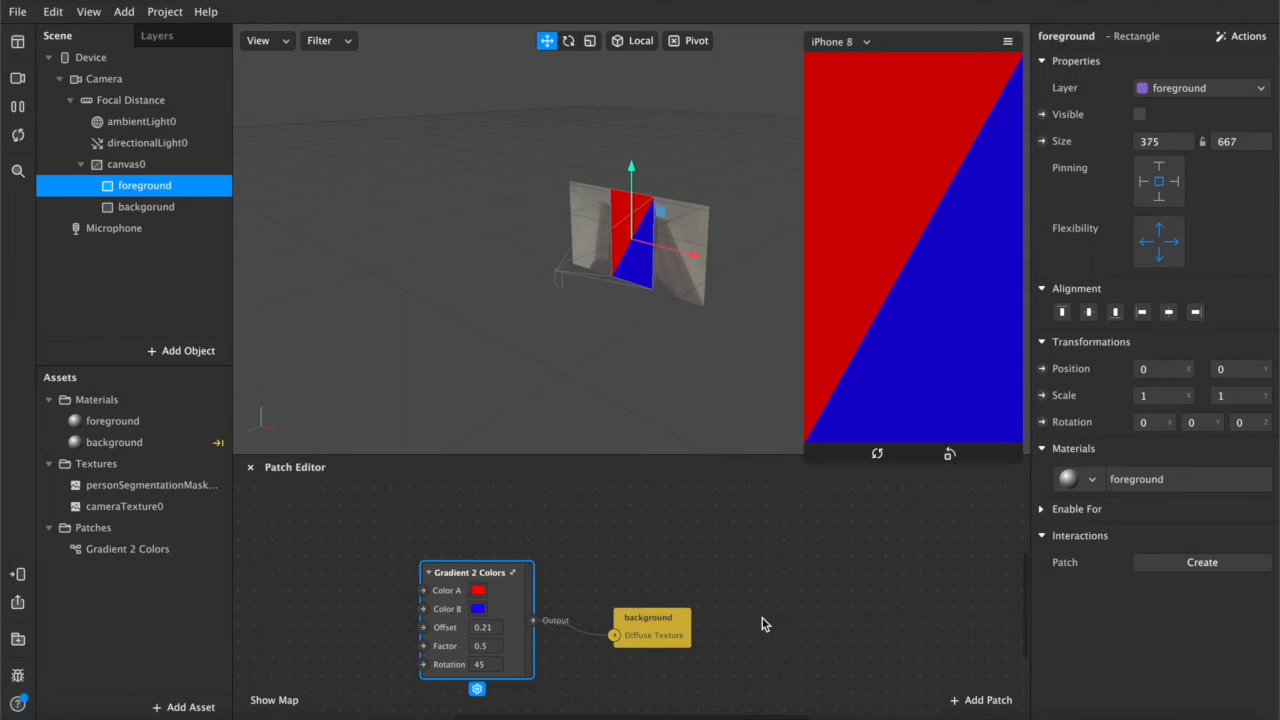 File Edit View Add Project Help
Scene Layers
Device
Camera
Focal Distance
ambientLight0
directionalLight0
canvas0
foreground
backgorund
Microphone
+ Add Object
Assets
Materials
foreground
background
Textures
personSegmentationMask...
cameraTexture0
Patches
Gradient 2 Colors
+ Add Asset
View Filter Local Pivot
iPhone 8
Patch Editor
Gradient 2 Colors
Color A
Color B
Offset 0.21
Factor 0.5
Rotation 45
Output
background
Diffuse Texture
Show Map
+ Add Patch
foreground - Rectangle Actions
Properties
Layer foreground
Visible
Size 375 667
Pinning
Flexibility
Alignment
Transformations
Position 0 X 0 Y
Scale 1 X 1 Y
Rotation 0 X 0 Y 0 Z
Materials
foreground
Enable For
Interactions
Patch Create